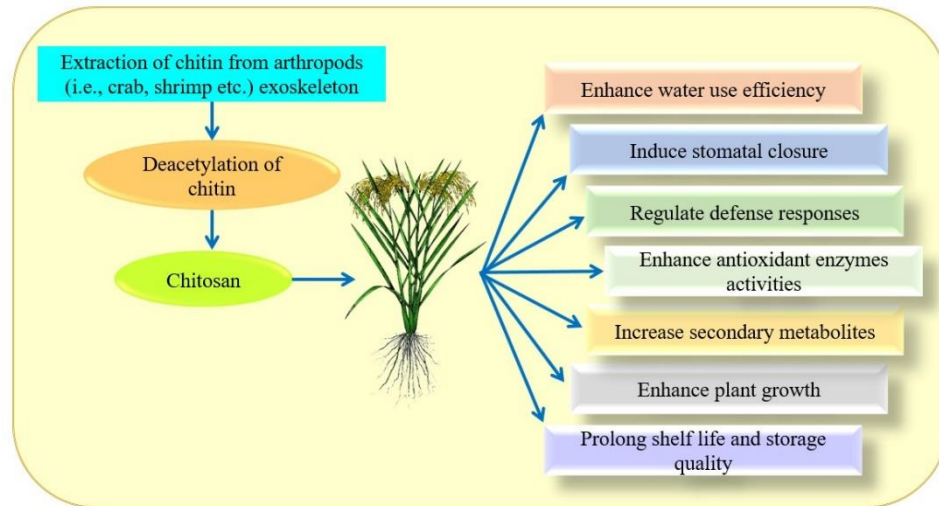 Extraction of chitin from arthropods
(i.e., crab, shrimp etc.) exoskeleton
Deacetylation of
chitin
Chitosan
Enhance water use efficiency
Induce stomatal closure
Regulate defense responses
Enhance antioxidant enzymes
activities
Increase secondary metabolites
Enhance plant growth
Prolong shelf life and storage
quality